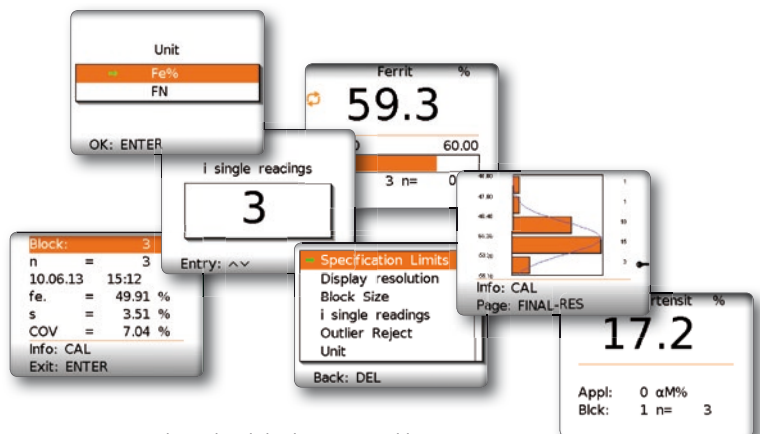 Unit
Fe%
FN
OK: ENTER
Ferrit %
59.3
60.00
3 n=
i single readings
3
Entry:
Block: 3
n = 3
10.06.13 15:12
fe. = 49.91 %
s = 3.51 %
COV = 7.04 %
Info: CAL
Exit: ENTER
Specification Limits
Display resolution
Block Size
i single readings
Outlier Reject
Unit
Back: DEL
Info: CAL
Page: FINAL-RES
rtensit %
17.2
Appl: 0 αM%
Blck: 1 n= 3